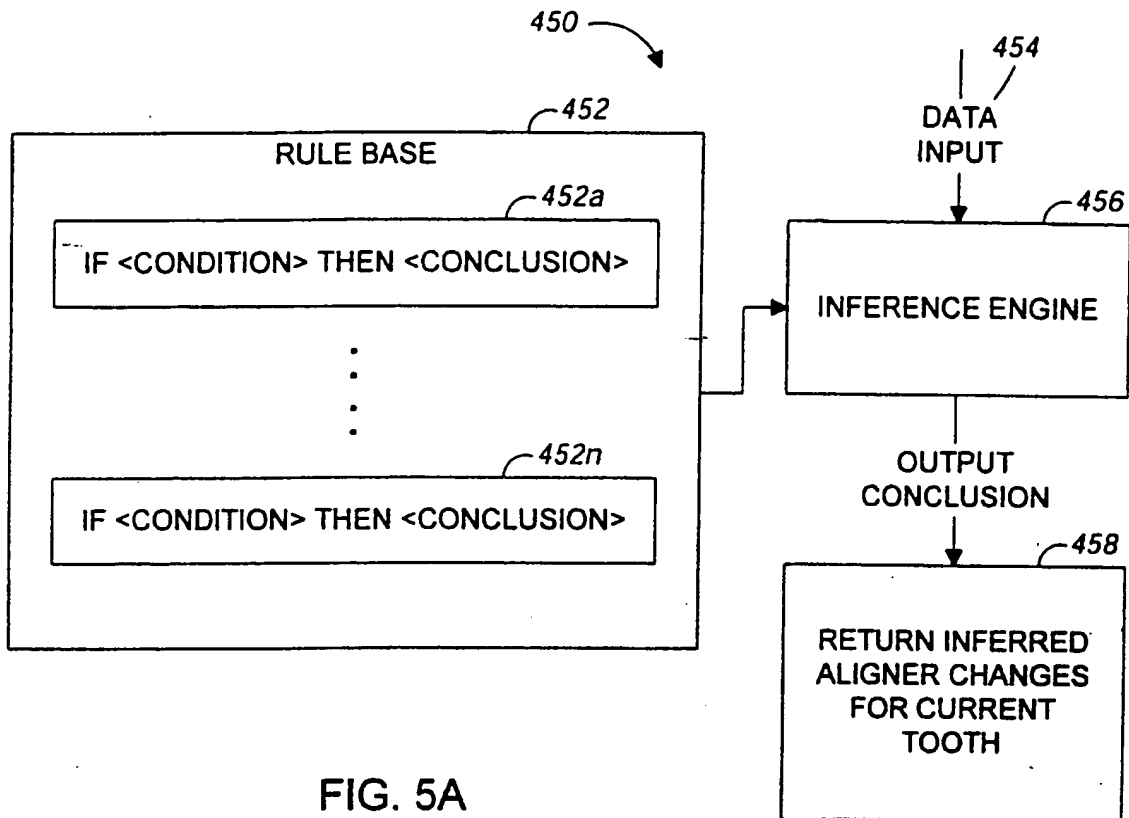 450
454
DATA
INPUT
452
RULE BASE
452a
IF <CONDITION> THEN <CONCLUSION>
452n
IF <CONDITION> THEN <CONCLUSION>
456
INFERENCE ENGINE
OUTPUT
CONCLUSION
458
RETURN INFERRED
ALIGNER CHANGES
FOR CURRENT
TOOTH
FIG. 5A